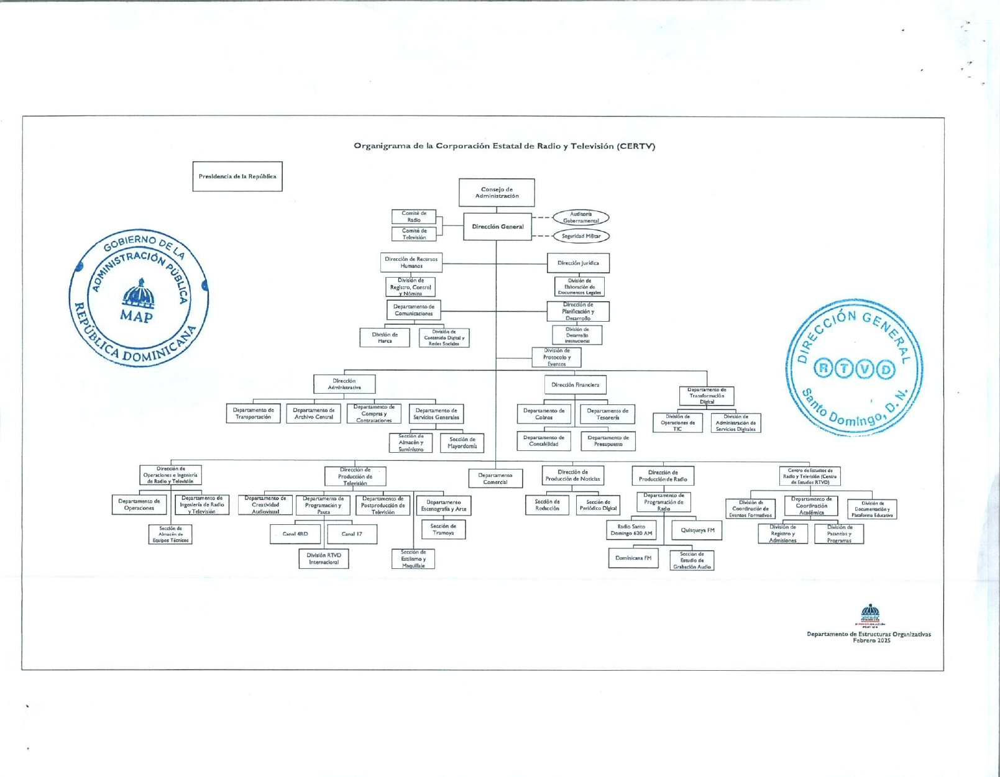 Organigrama de la Corporación Estatal de Radio y Televisión (CERTV)
Presidencia de la República
Consejo de
Administración
Comité de
Radio
Comité de
Televisión
Dirección General
Auditoría
Gubernamental
Seguridad Militar
Dirección de Recursos
Humanos
Dirección Jurídica
División de
Registro, Control
y Nómina
División de
Elaboración de
Documentos Legales
Departamento de
Comunicaciones
Dirección de
Planificación y
Desarrollo
División de
Marca
División de
Contenido Digital y
Redes Sociales
División de
Desarrollo
Institucional
División de
Protocolo y
Eventos
Dirección
Administrativa
Dirección Financiera
Departamento de
Transformación
Digital
Departamento de
Transportación
Departamento de
Archivo Central
Departamento de
Compras y
Contrataciones
Departamento de
Servicios Generales
Departamento de
Cobros
Departamento de
Tesorería
División de
Operaciones de
TIC
División de
Administración de
Servicios Digitales
Sección de
Almacén y
Suministro
Sección de
Mayordomía
Departamento de
Contabilidad
Departamento de
Presupuesto
Dirección de
Operaciones e Ingeniería
de Radio y Televisión
Dirección de
Producción de
Televisión
Departamento
Comercial
Dirección de
Producción de Noticias
Dirección de
Producción de Radio
Centro de Estudios de
Radio y Televisión (Centro
de Estudios RTVD)
Departamento de
Operaciones
Departamento de
Ingeniería de Radio
y Televisión
Departamento de
Creatividad
Audiovisual
Departamento de
Programación y
Pauta
Departamento de
Postproducción de
Televisión
Departamento
Escenografía y Arte
Sección de
Redacción
Sección de
Periódico Digital
Departamento de
Programación de
Radio
División de
Coordinación de
Eventos Formativos
Departamento de
Coordinación
Académica
División de
Documentación y
Plataforma Educativa
Sección de
Almacén de
Equipos Técnicos
Canal 4RD
Canal 17
Sección de
Tramoya
Radio Santo
Domingo 620 AM
Quisqueya FM
División de
Registro y
Admisiones
División de
Pasantías y
Programas
División RTVD
Internacional
Sección de
Estilismo y
Maquillaje
Dominicana FM
Sección de
Estudio de
Grabación Audio
GOBIERNO DE LA
REPÚBLICA DOMINICANA
ADMINISTRACIÓN PÚBLICA
MAP
DIRECCIÓN GENERAL
RTVD
Santo Domingo, D. N.
Departamento de Estructuras Organizativas
Febrero 2025